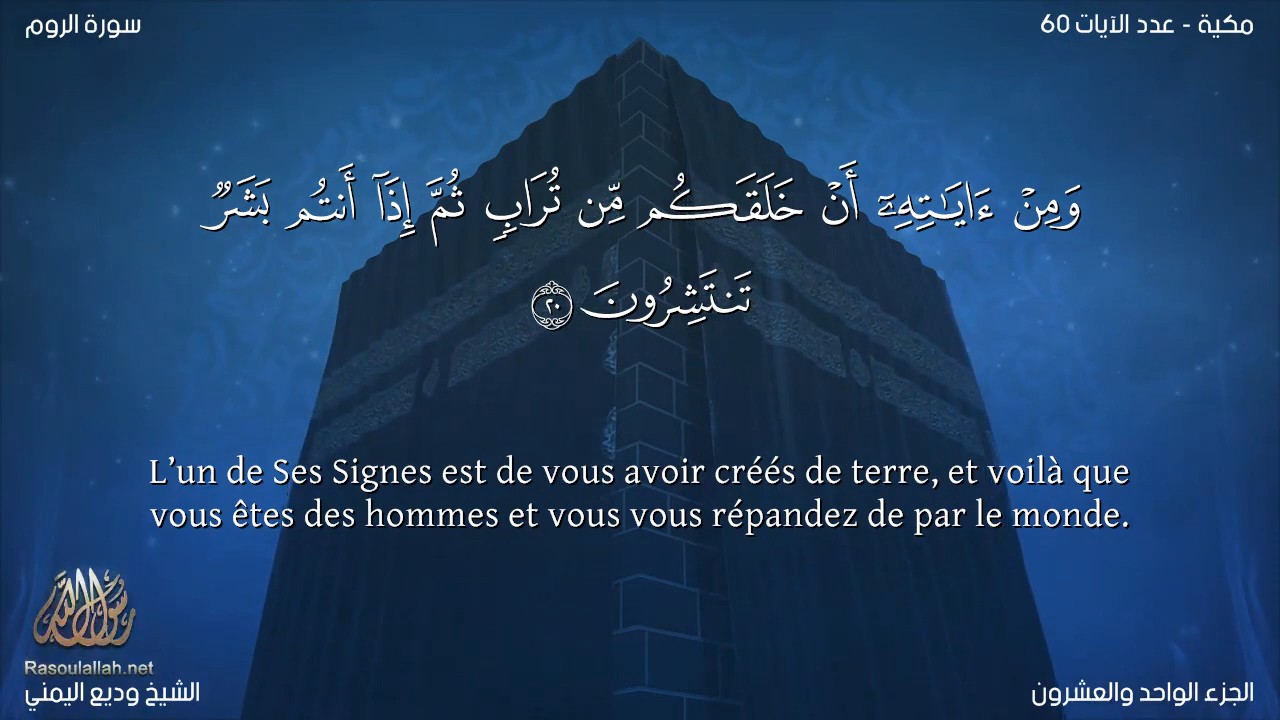 سورة الروم
مكية - عدد الآيات 60
وَمِنْ ءَايَـٰتِهِۦٓ أَنْ خَلَقَكُم مِّن تُرَابٍ ثُمَّ إِذَآ أَنتُم بَشَرٌ
تَنتَشِرُونَ ٢٠
L’un de Ses Signes est de vous avoir créés de terre, et voilà que
vous êtes des hommes et vous vous répandez de par le monde.
رسول الله
Rasoulallah.net
الشيخ وديع اليمني
الجزء الواحد والعشرون